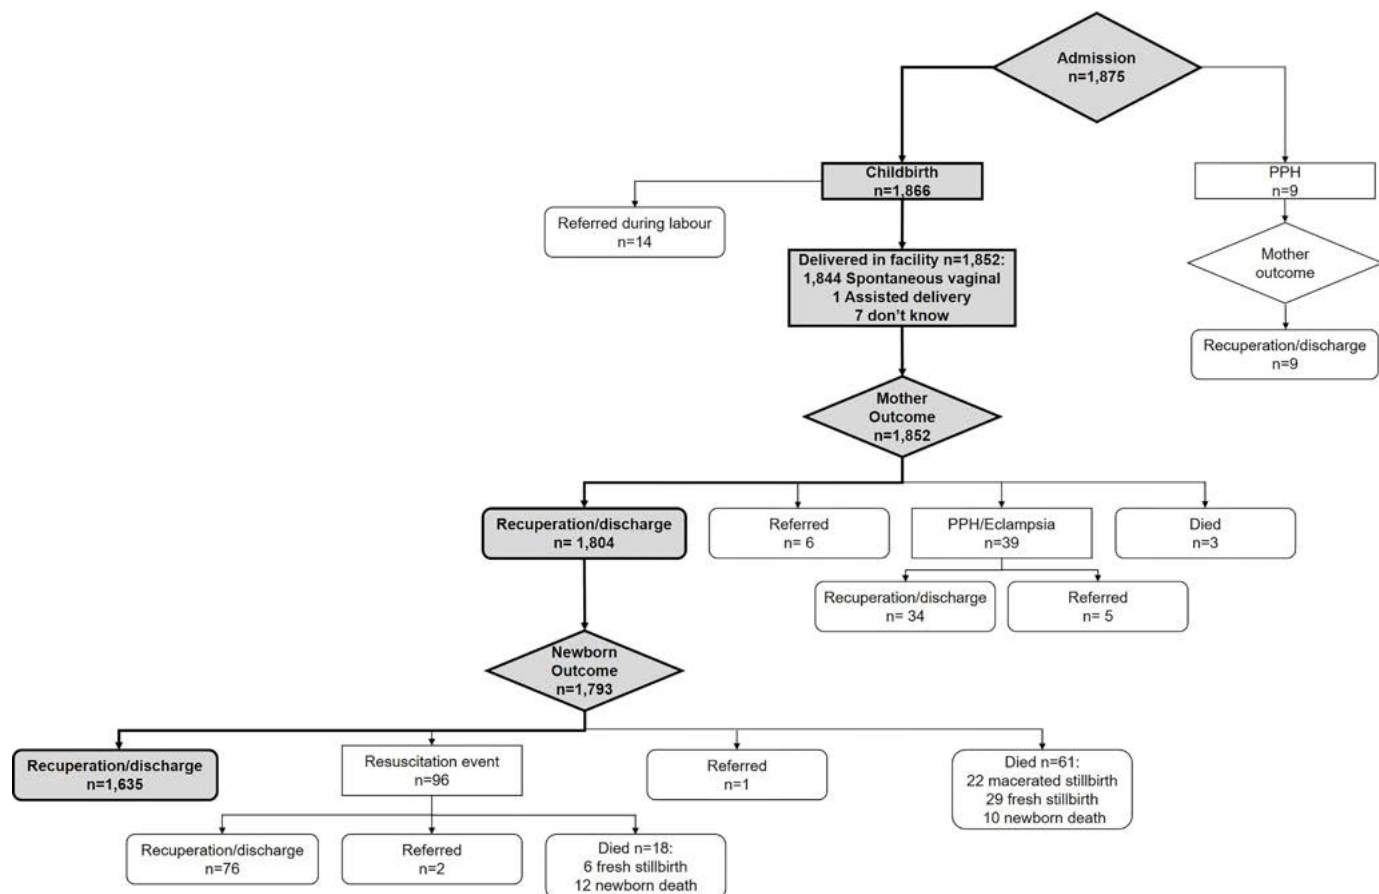 Admission
n=1,875
Childbirth
n=1,866
PPH
n=9
Referred during labour
n=14
Mother
outcome
Delivered in facility n=1,852:
1,844 Spontaneous vaginal
1 Assisted delivery
7 don't know
Recuperation/discharge
n=9
Mother
Outcome
n=1,852
Recuperation/discharge
n= 1,804
Referred
n= 6
PPH/Eclampsia
n=39
Died
n=3
Recuperation/discharge
n= 34
Referred
n= 5
Newborn
Outcome
n=1,793
Recuperation/discharge
n=1,635
Resuscitation event
n=96
Referred
n=1
Died n=61:
22 macerated stillbirth
29 fresh stillbirth
10 newborn death
Recuperation/discharge
n=76
Referred
n=2
Died n=18:
6 fresh stillbirth
12 newborn death